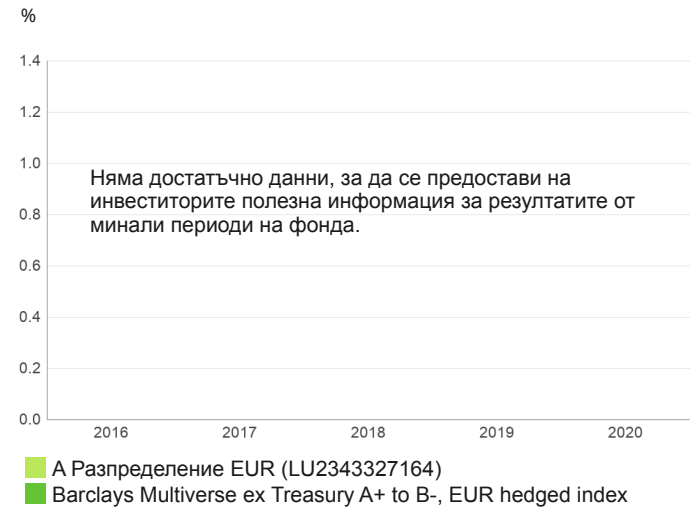 %
1.4
1.2
1.0
Няма достатъчно данни, за да се предостави на
инвеститорите полезна информация за резултатите от
0.8
минали периоди на фонда.
0.6
0.4
0.2
0.0
2016 2017 2018 2019 2020
А Разпределение EUR (LU2343327164)
Barclays Multiverse ex Treasury A+ to B-, EUR hedged index